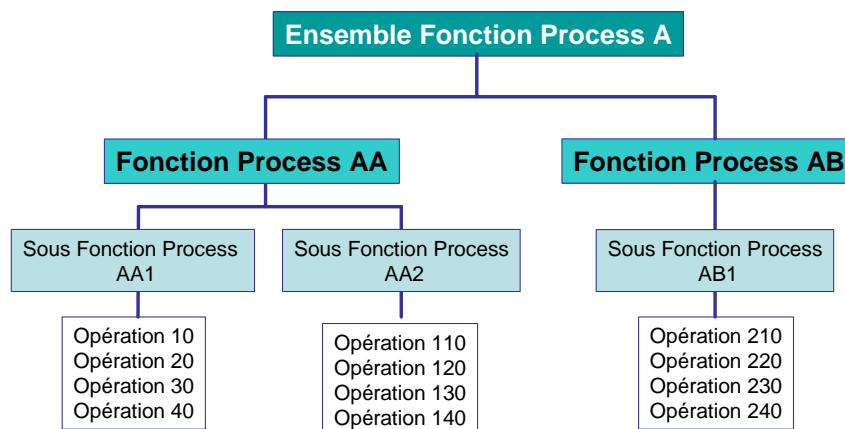 Ensemble Fonction Process A
Fonction Process AA
Fonction Process AB
Sous Fonction Process
AA1
Sous Fonction Process
AA2
Sous Fonction Process
AB1
Opération 10
Opération 20
Opération 30
Opération 40
Opération 110
Opération 120
Opération 130
Opération 140
Opération 210
Opération 220
Opération 230
Opération 240